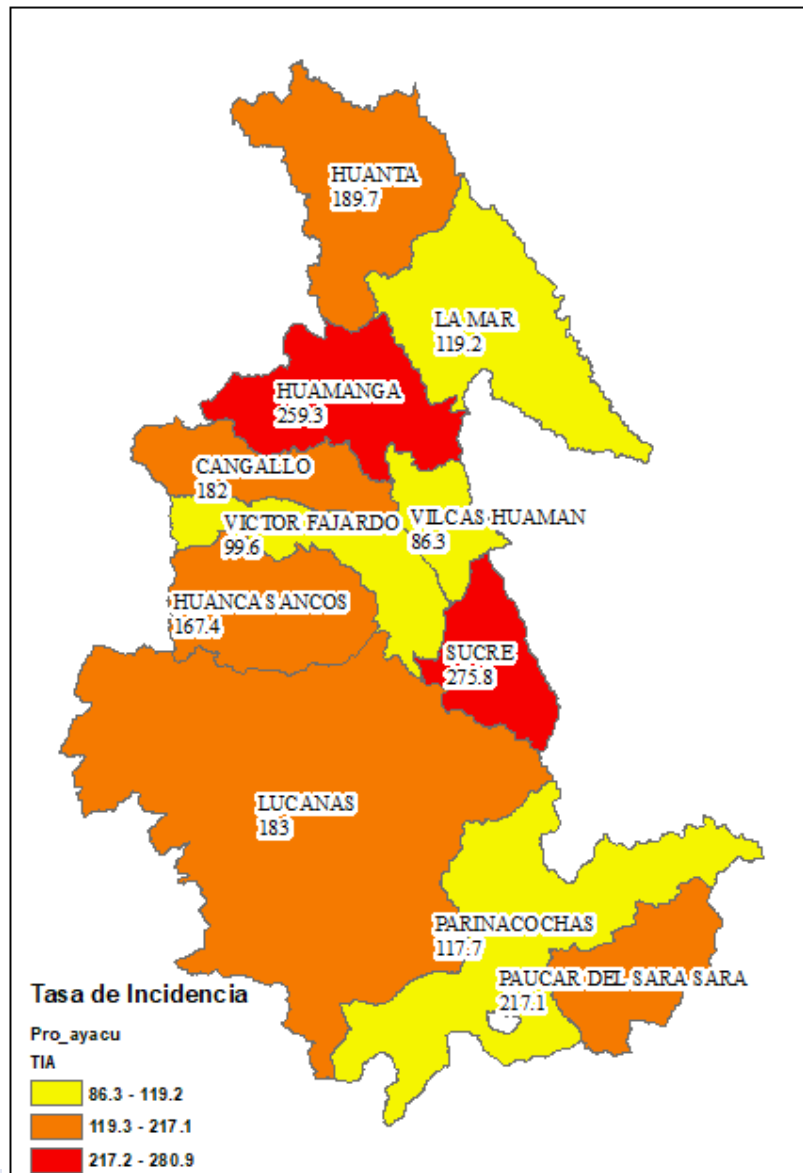 HUANTA
189.7
LA MAR
119.2
HUAMANGA
259.3
CANGALLO
182
VICTOR FAJARDO
99.6
VILCAS HUAMAN
86.3
HUANCA SANCOS
167.4
SUCRE
275.8
LUCANAS
183
PARINACOCHAS
117.7
PAUCAR DEL SARA SARA
217.1
Tasa de Incidencia
Pro_ayacu
TIA
86.3 - 119.2
119.3 - 217.1
217.2 - 280.9